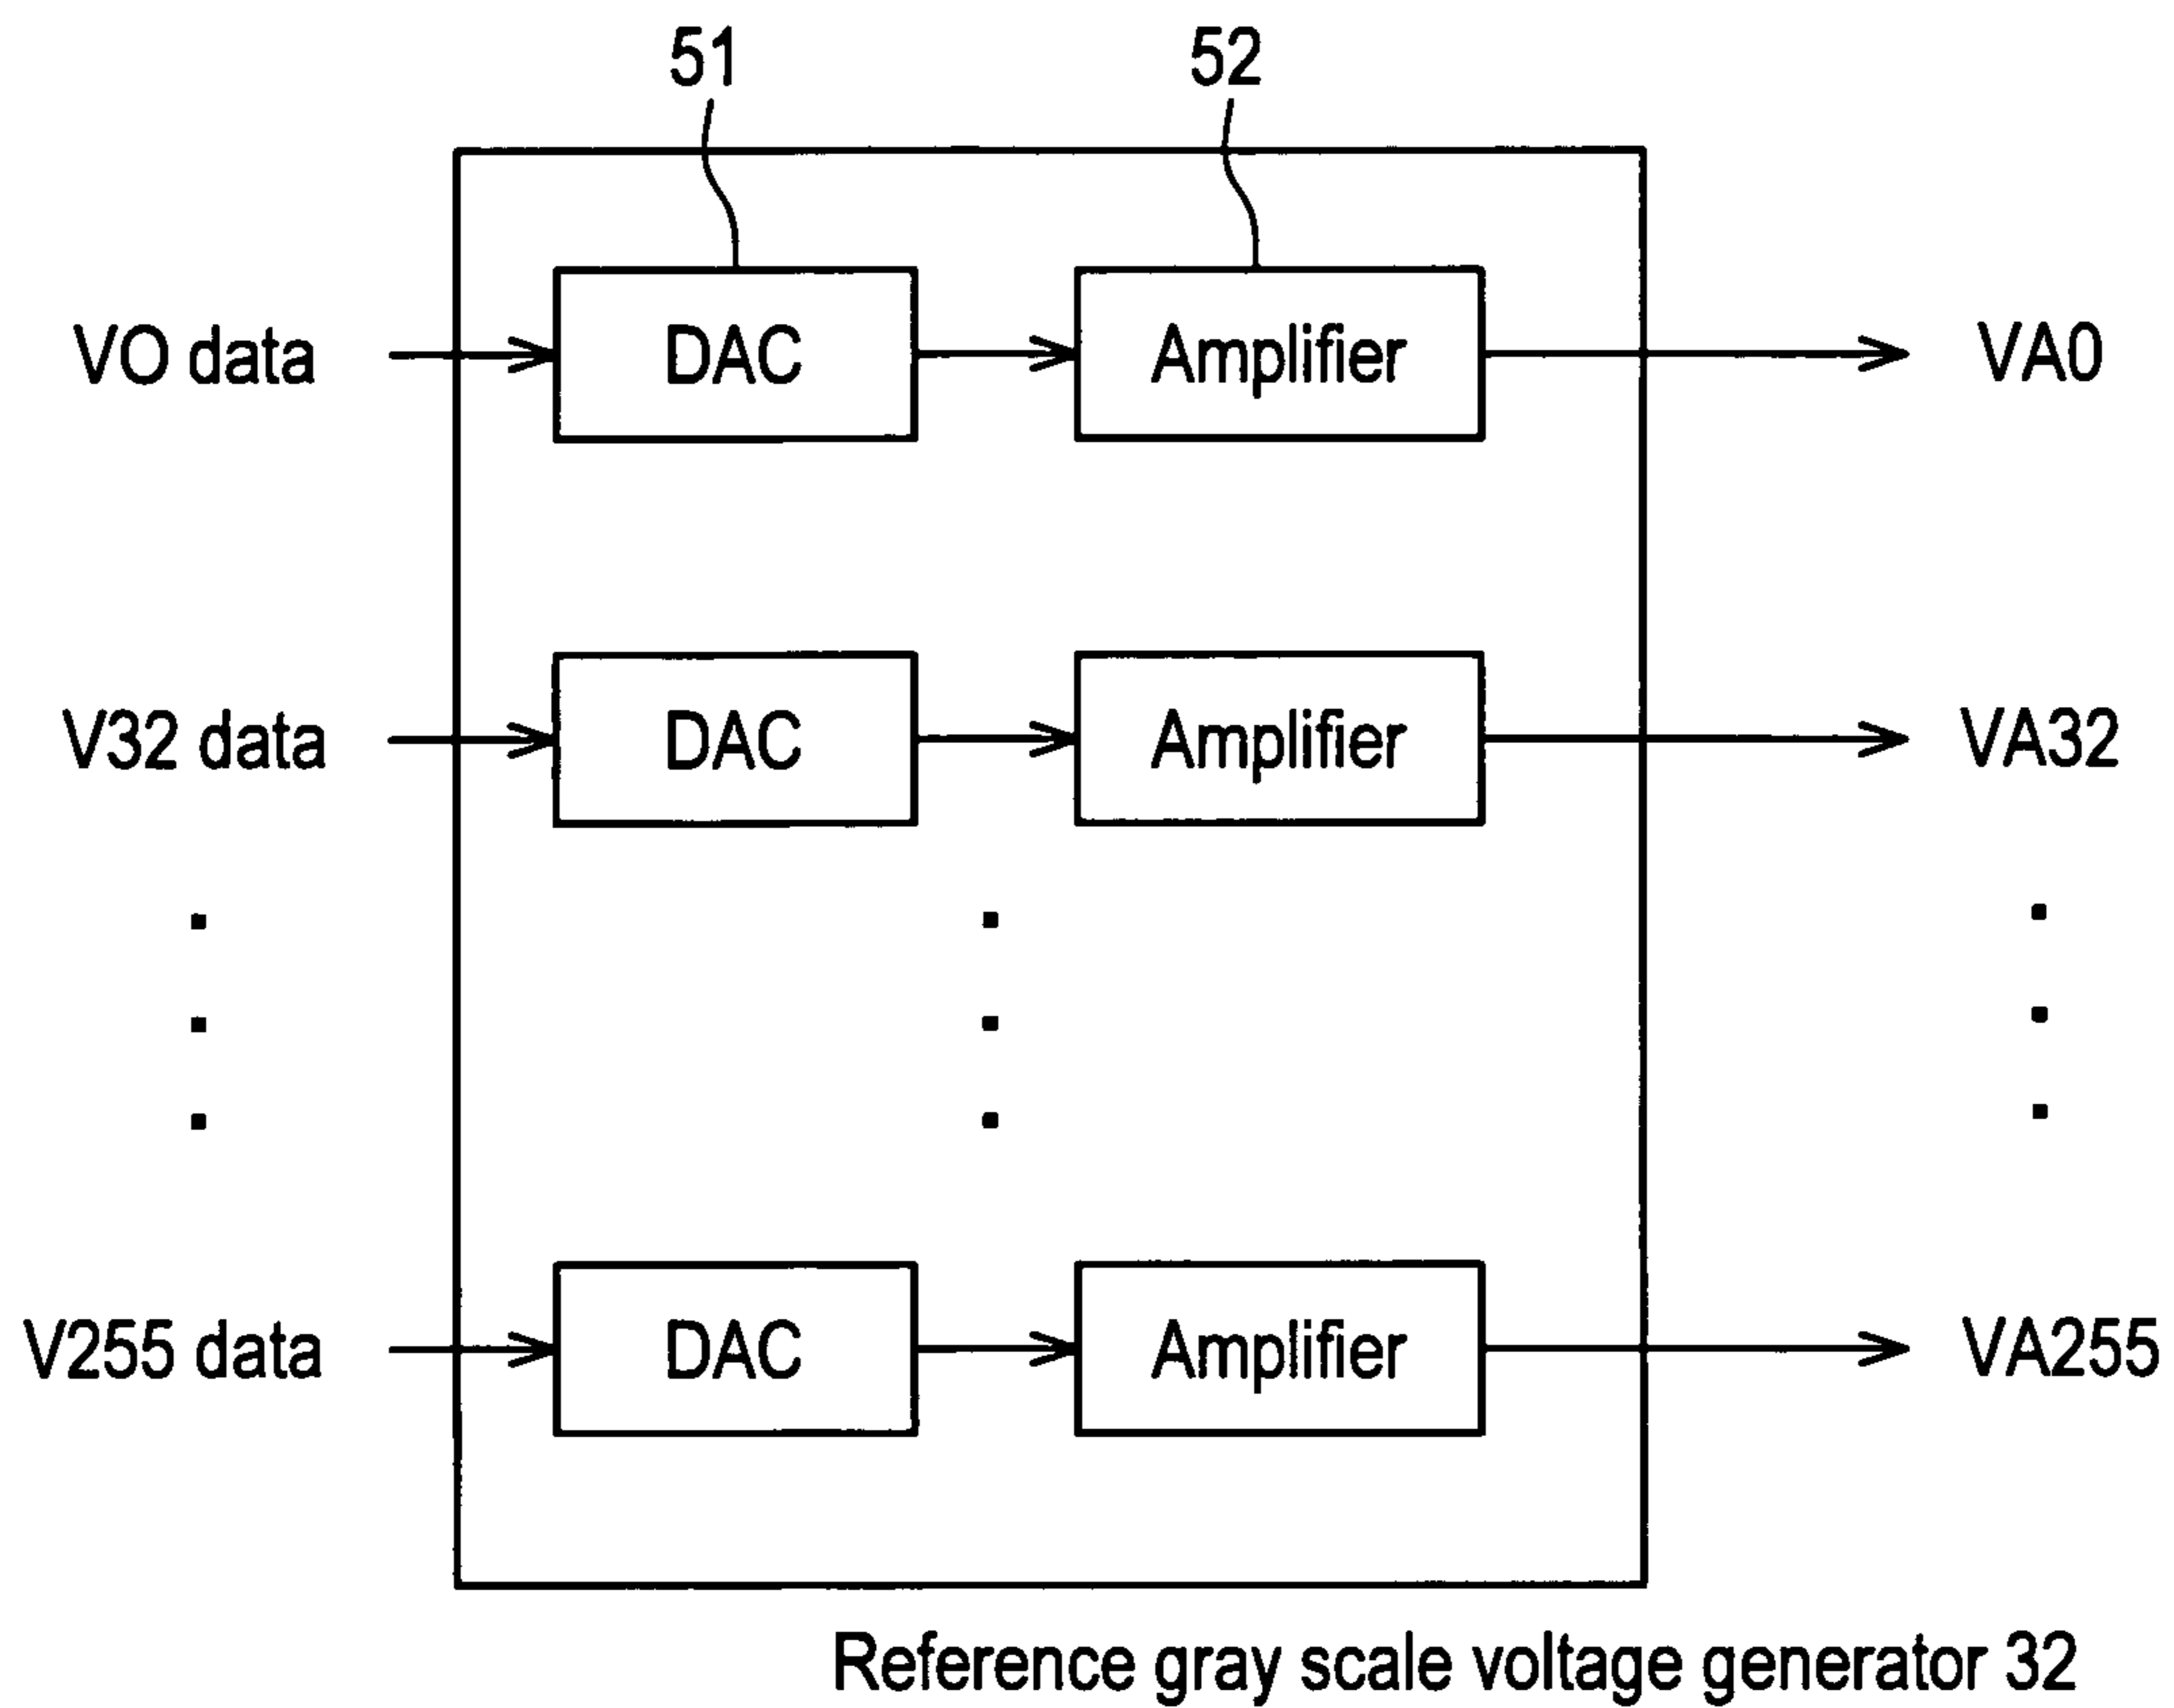 51 52
VO data DAC Amplifier VA0
V32 data DAC Amplifier VA32
V255 data DAC Amplifier VA255
Reference gray scale voltage generator 32